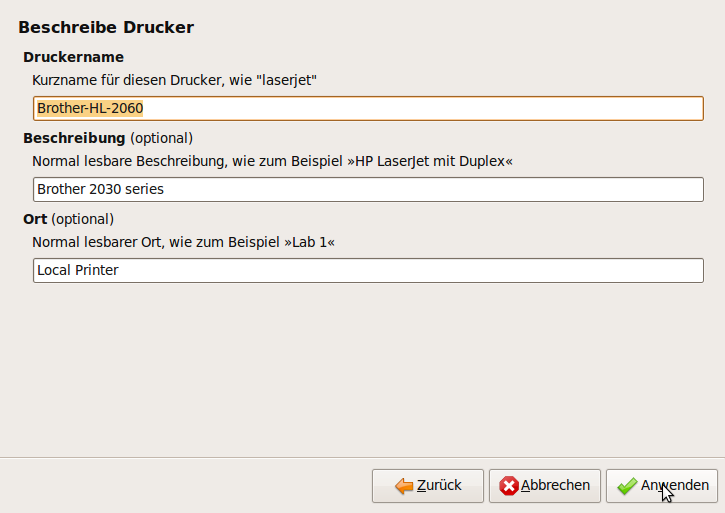 Beschreibe Drucker
Druckername
Kurzname für diesen Drucker, wie "laserjet"
Brother-HL-2060
Beschreibung (optional)
Normal lesbare Beschreibung, wie zum Beispiel »HP LaserJet mit Duplex«
Brother 2030 series
Ort (optional)
Normal lesbarer Ort, wie zum Beispiel »Lab 1«
Local Printer
Zurück
Abbrechen
Anwenden